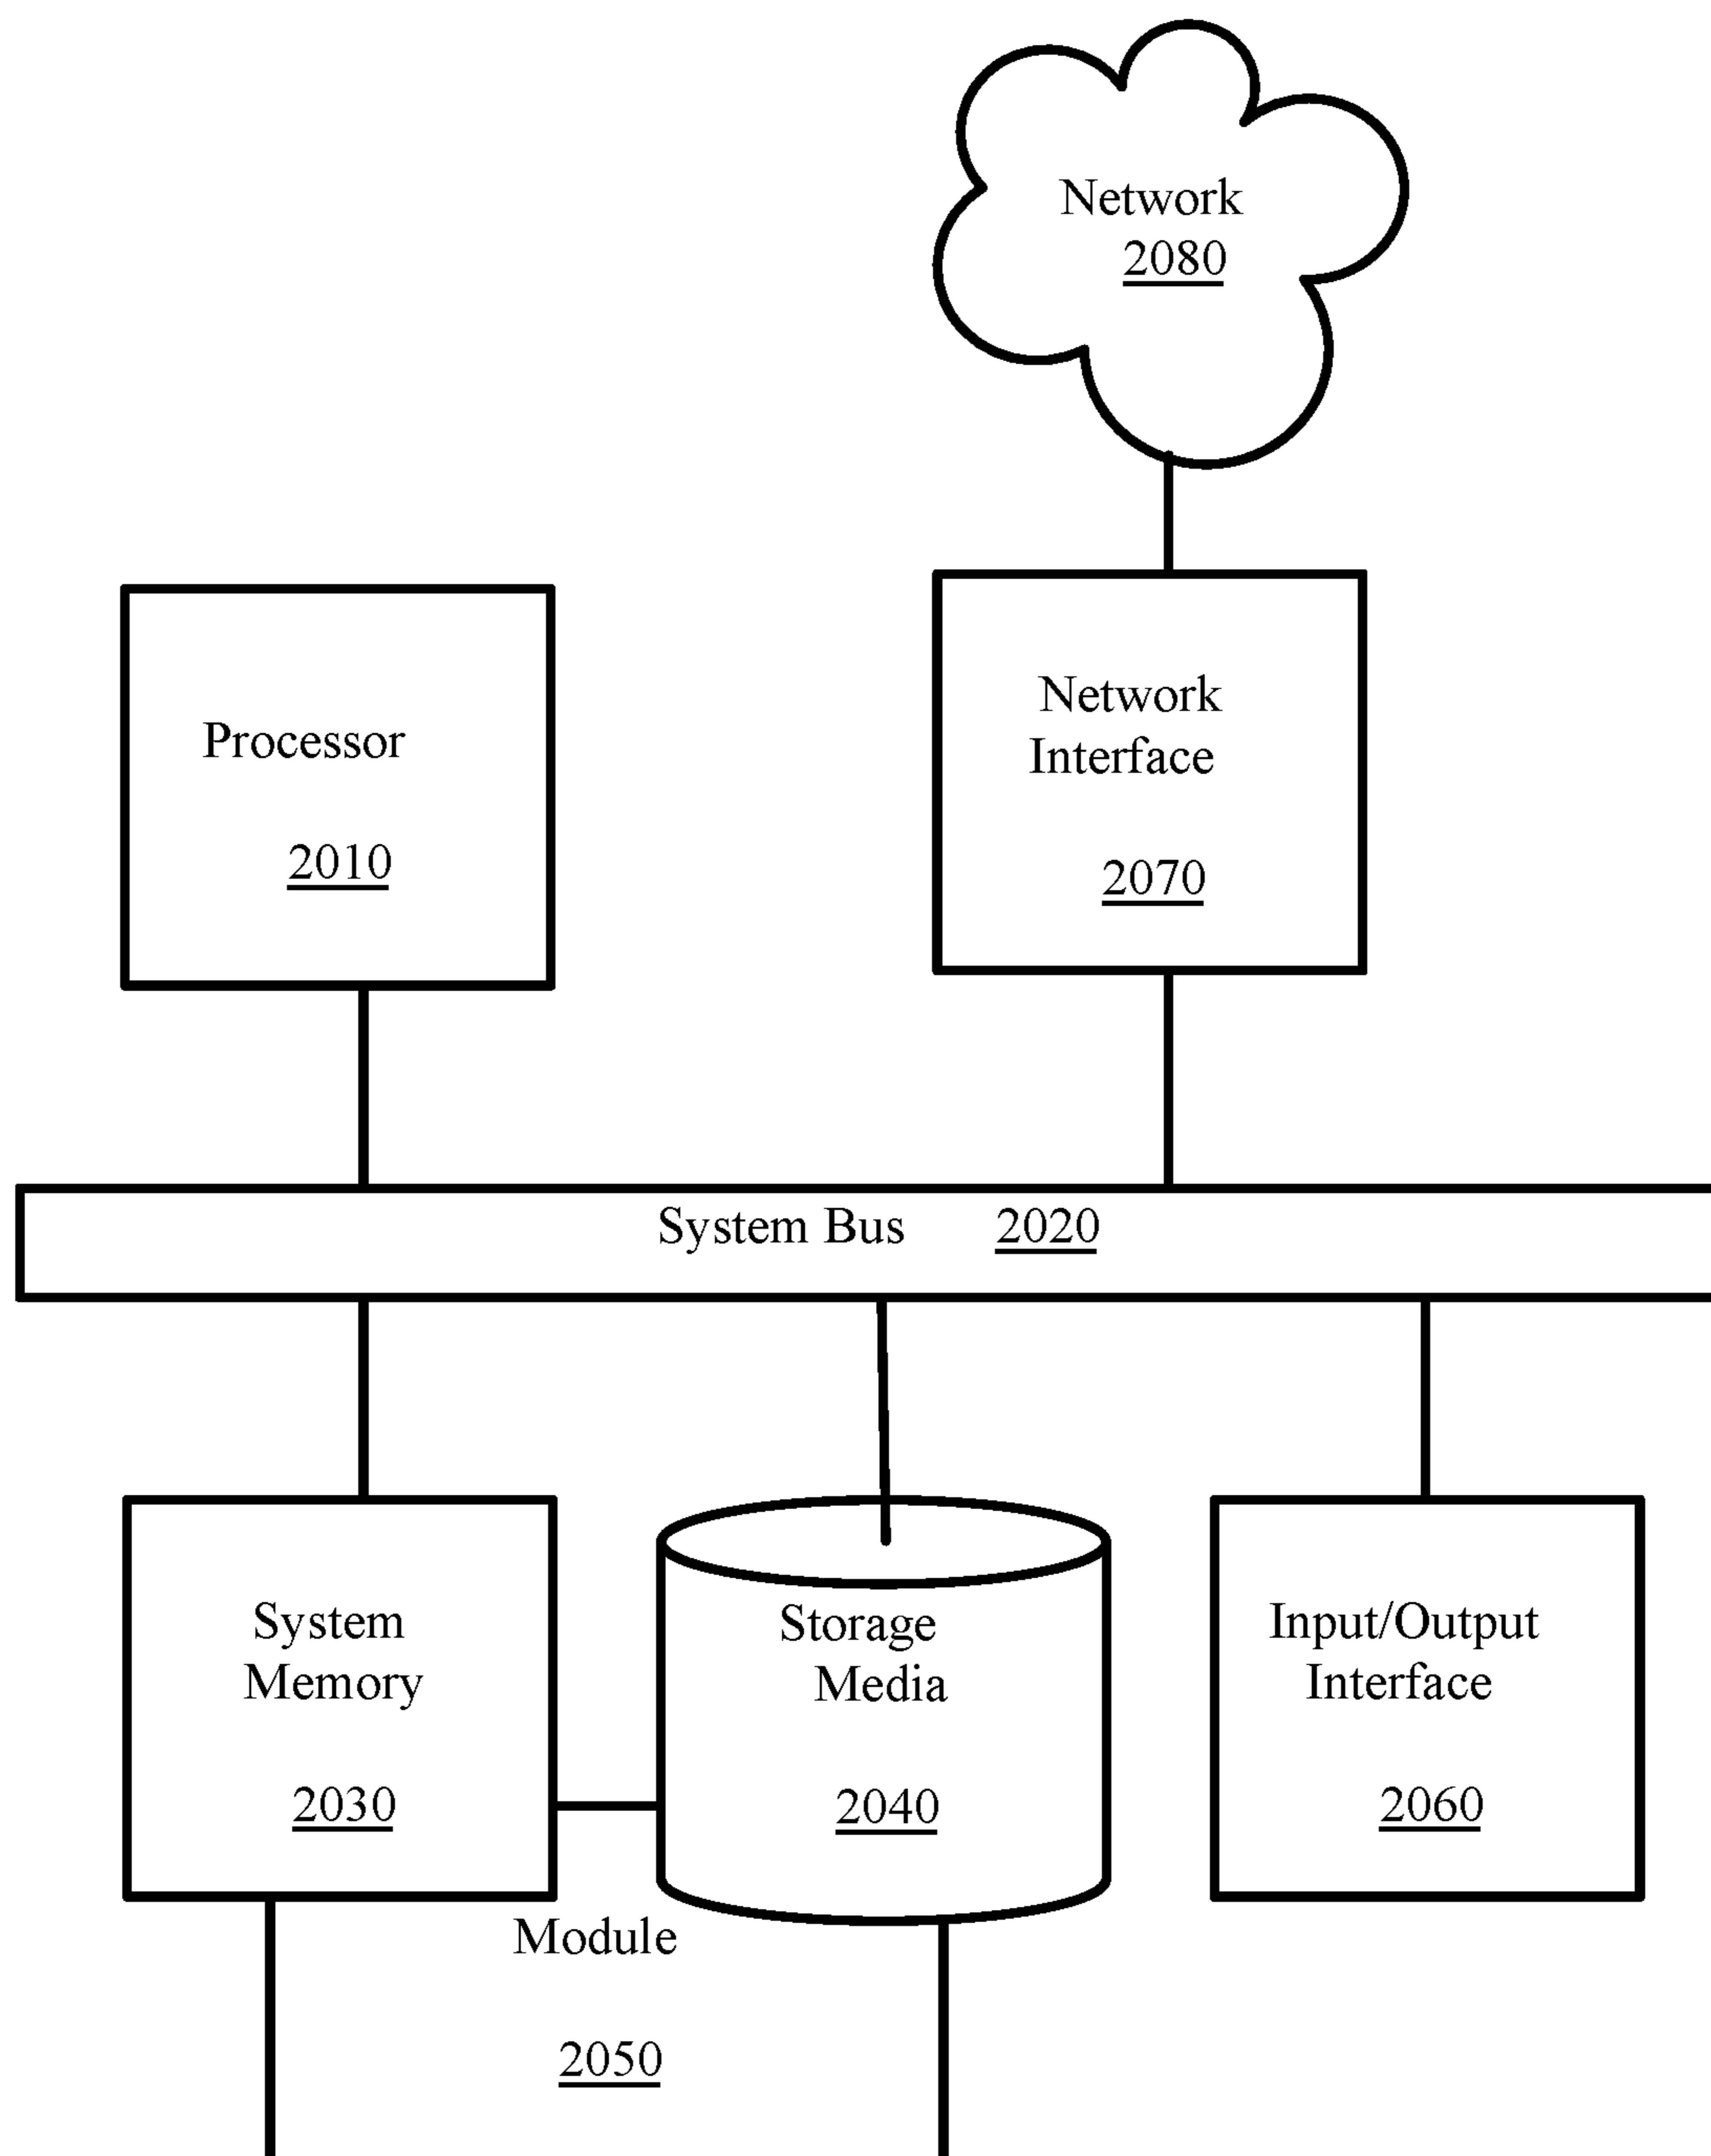 Network
2080
Processor
2010
Network
Interface
2070
System Bus 2020
System
Memory
2030
Storage
Media
2040
Input/Output
Interface
2060
Module
2050